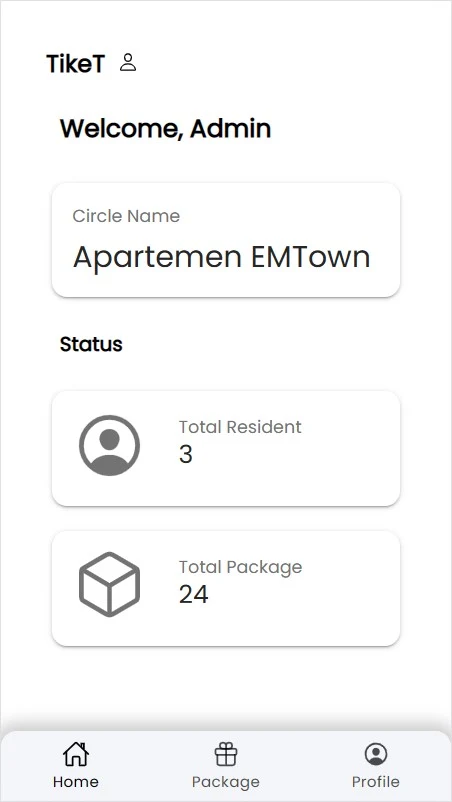 TikeT
Welcome, Admin
Circle Name
Apartemen EMTown
Status
Total Resident
3
Total Package
24
Home
Package
Profile